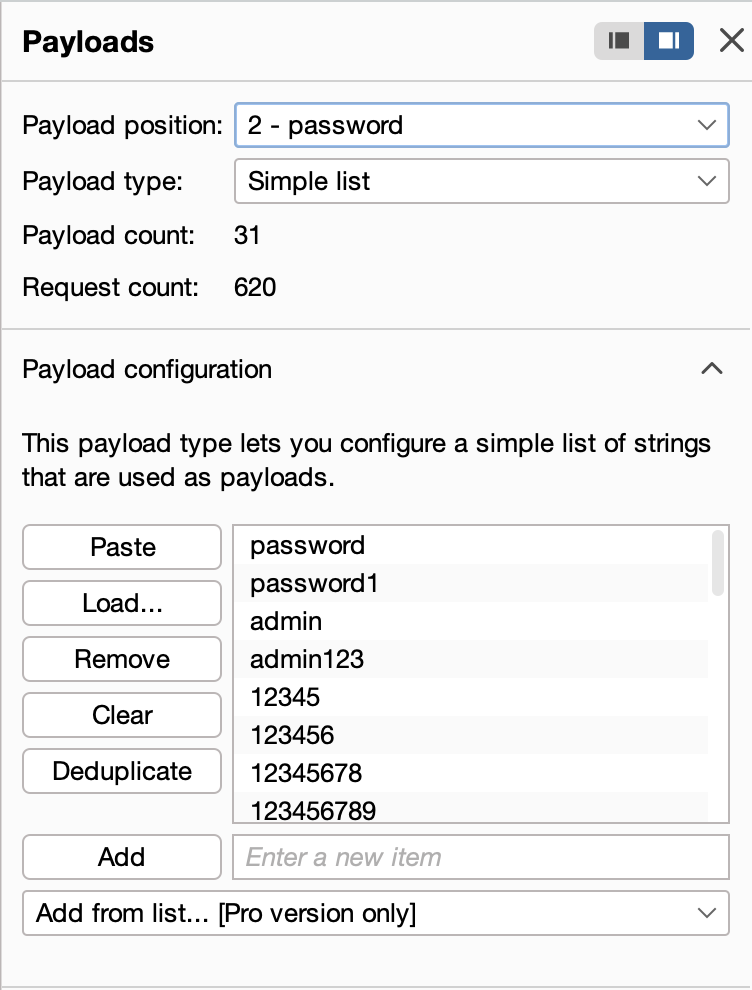 Payloads
Payload position: 2 - password
Payload type: Simple list
Payload count: 31
Request count: 620
Payload configuration
This payload type lets you configure a simple list of strings
that are used as payloads.
Paste
Load...
Remove
Clear
Deduplicate
password
password1
admin
admin123
12345
123456
12345678
123456789
Add
Enter a new item
Add from list... [Pro version only]